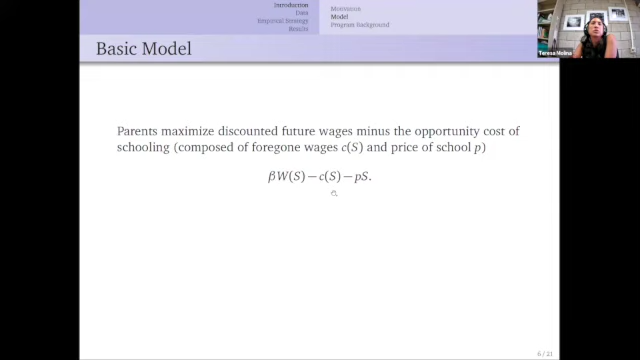 Introduction
Data
Empirical Strategy
Results
Motivation
Model
Program Background
Basic Model
Teresa Molina
Parents maximize discounted future wages minus the opportunity cost of
schooling (composed of foregone wages c(S) and price of school p)
βW(S) − c(S) − pS.
6 / 21